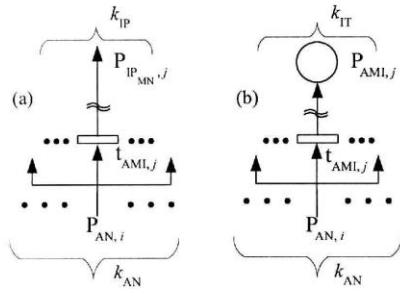 k_IP
P_IP_MN, j
(a)
t_AMI, j
P_AN, i
k_AN
k_IT
P_AMI, j
(b)
t_AMI, j
P_AN, i
k_AN